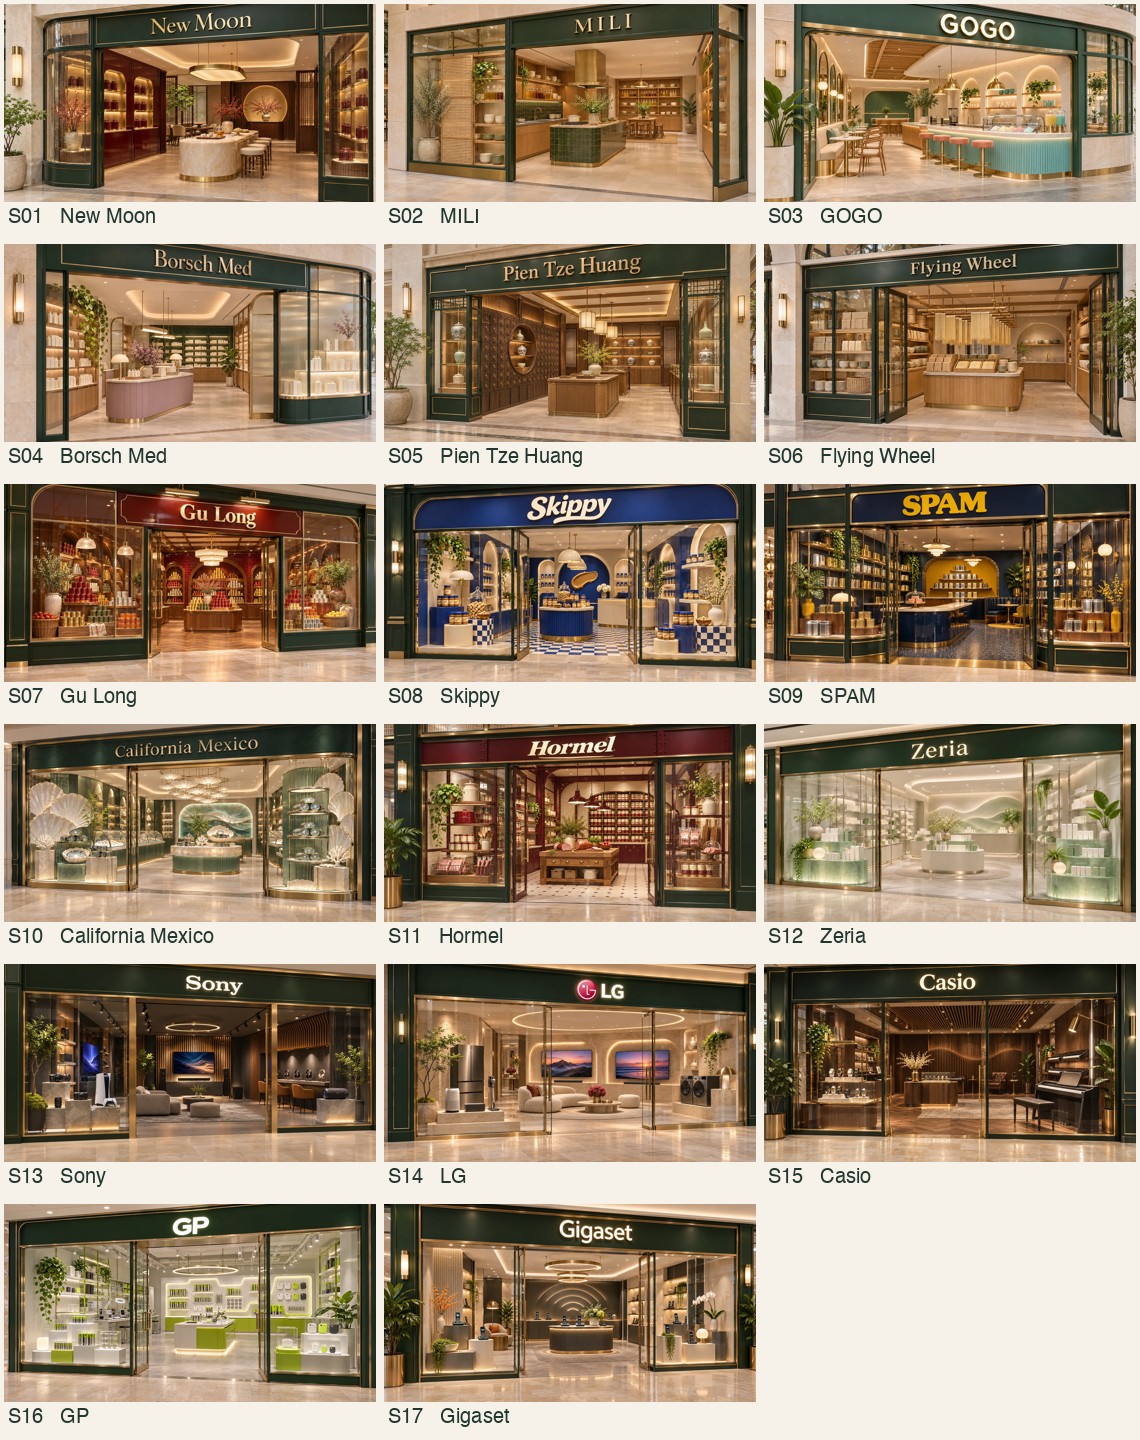 New Moon
MILI
GOGO
S01 New Moon
S02 MILI
S03 GOGO
Borsch Med
Pien Tze Huang
Flying Wheel
S04 Borsch Med
S05 Pien Tze Huang
S06 Flying Wheel
Gu Long
Skippy
SPAM
S07 Gu Long
S08 Skippy
S09 SPAM
California Mexico
Hormel
Zeria
S10 California Mexico
S11 Hormel
S12 Zeria
Sony
LG
Casio
S13 Sony
S14 LG
S15 Casio
GP
Gigaset
S16 GP
S17 Gigaset